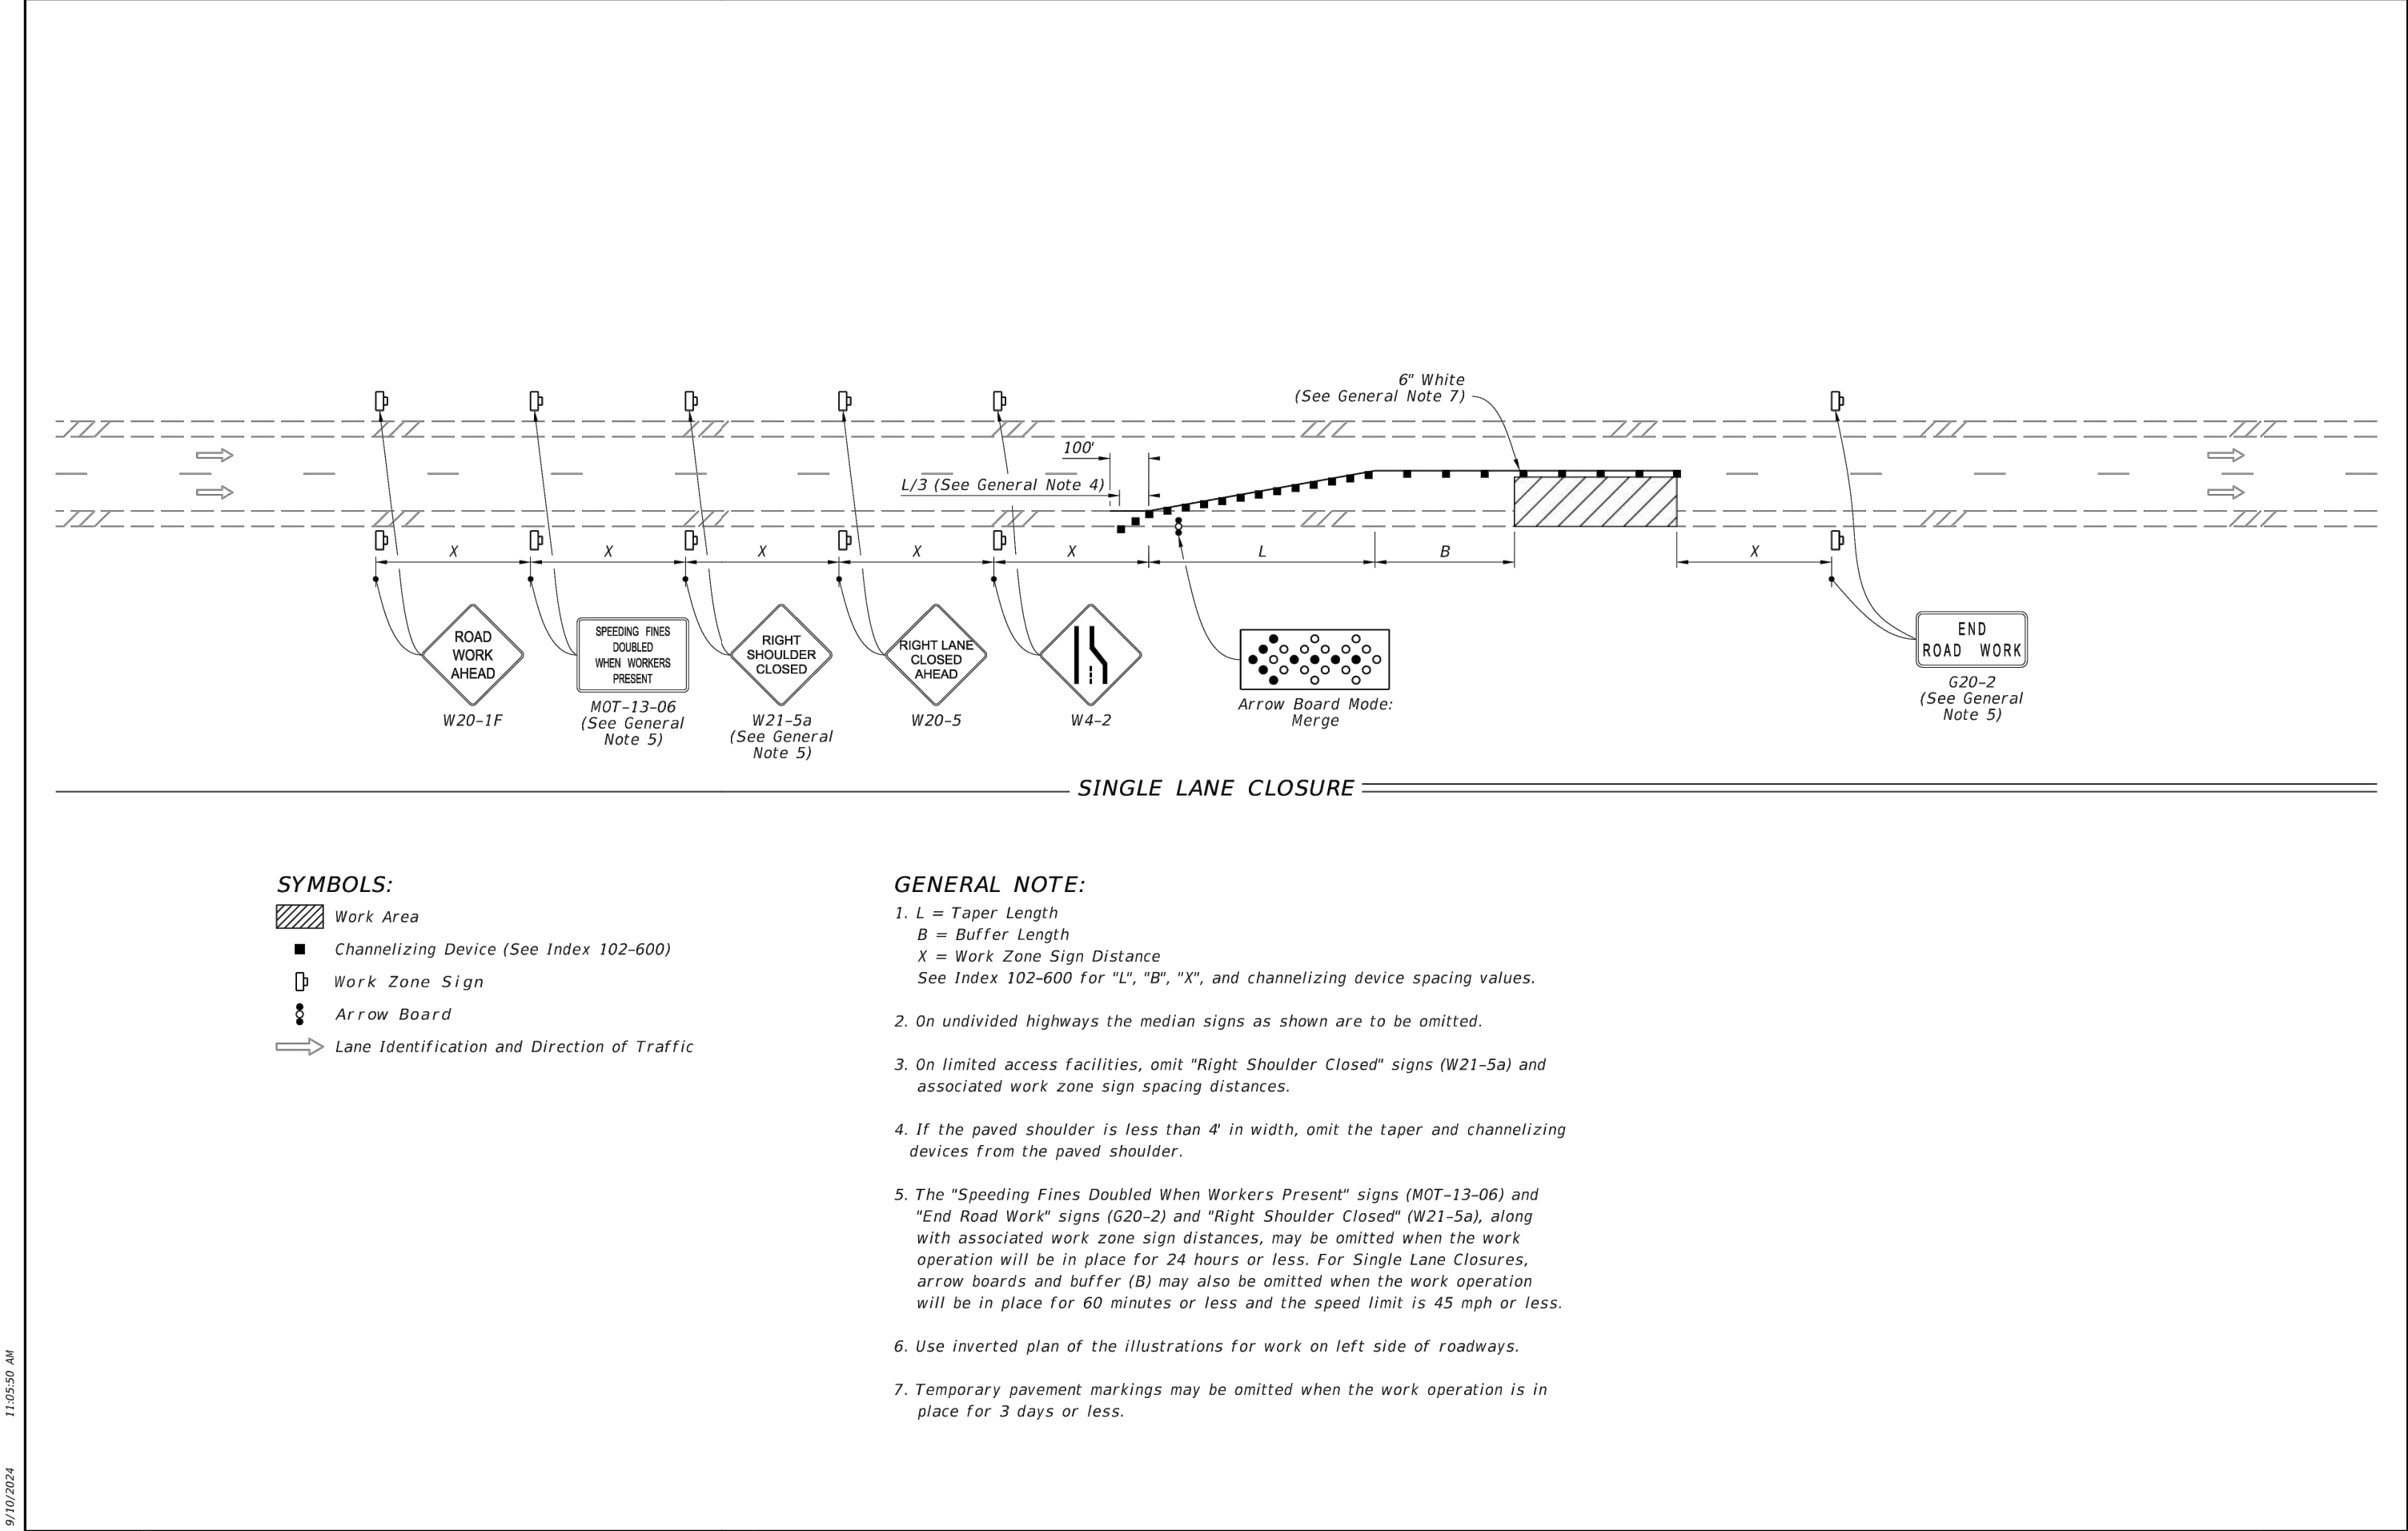 6" White
(See General Note 7)
100'
L/3 (See General Note 4)
X
X
X
X
X
L
B
X
ROAD
WORK
AHEAD
W20-1F
SPEEDING FINES
DOUBLED
WHEN WORKERS
PRESENT
MOT-13-06
(See General
Note 5)
RIGHT
SHOULDER
CLOSED
W21-5a
(See General
Note 5)
RIGHT LANE
CLOSED
AHEAD
W20-5
W4-2
Arrow Board Mode:
Merge
END
ROAD WORK
G20-2
(See General
Note 5)
SINGLE LANE CLOSURE
SYMBOLS:
Work Area
Channelizing Device (See Index 102-600)
Work Zone Sign
Arrow Board
Lane Identification and Direction of Traffic
GENERAL NOTE:
1. L = Taper Length
B = Buffer Length
X = Work Zone Sign Distance
See Index 102-600 for "L", "B", "X", and channelizing device spacing values.
2. On undivided highways the median signs as shown are to be omitted.
3. On limited access facilities, omit "Right Shoulder Closed" signs (W21-5a) and
associated work zone sign spacing distances.
4. If the paved shoulder is less than 4' in width, omit the taper and channelizing
devices from the paved shoulder.
5. The "Speeding Fines Doubled When Workers Present" signs (MOT-13-06) and
"End Road Work" signs (G20-2) and "Right Shoulder Closed" (W21-5a), along
with associated work zone sign distances, may be omitted when the work
operation will be in place for 24 hours or less. For Single Lane Closures,
arrow boards and buffer (B) may also be omitted when the work operation
will be in place for 60 minutes or less and the speed limit is 45 mph or less.
6. Use inverted plan of the illustrations for work on left side of roadways.
7. Temporary pavement markings may be omitted when the work operation is in
place for 3 days or less.
9/10/2024 11:05:50 AM